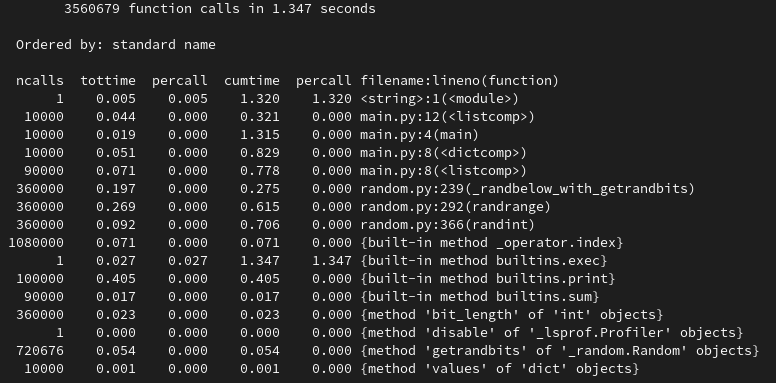 3560679 function calls in 1.347 seconds
Ordered by: standard name
ncalls tottime percall cumtime percall filename:lineno(function)
1 0.005 0.005 1.320 1.320 <string>:1(<module>)
10000 0.044 0.000 0.321 0.000 main.py:12(<listcomp>)
10000 0.019 0.000 1.315 0.000 main.py:4(main)
10000 0.051 0.000 0.829 0.000 main.py:8(<dictcomp>)
90000 0.071 0.000 0.778 0.000 main.py:8(<listcomp>)
360000 0.197 0.000 0.275 0.000 random.py:239(_randbelow_with_getrandbits)
360000 0.269 0.000 0.615 0.000 random.py:292(randrange)
360000 0.092 0.000 0.706 0.000 random.py:366(randint)
1080000 0.071 0.000 0.071 0.000 {built-in method _operator.index}
1 0.027 0.027 1.347 1.347 {built-in method builtins.exec}
100000 0.405 0.000 0.405 0.000 {built-in method builtins.print}
90000 0.017 0.000 0.017 0.000 {built-in method builtins.sum}
360000 0.023 0.000 0.023 0.000 {method 'bit_length' of 'int' objects}
1 0.000 0.000 0.000 0.000 {method 'disable' of '_lsprof.Profiler' objects}
720676 0.054 0.000 0.054 0.000 {method 'getrandbits' of '_random.Random' objects}
10000 0.001 0.000 0.001 0.000 {method 'values' of 'dict' objects}